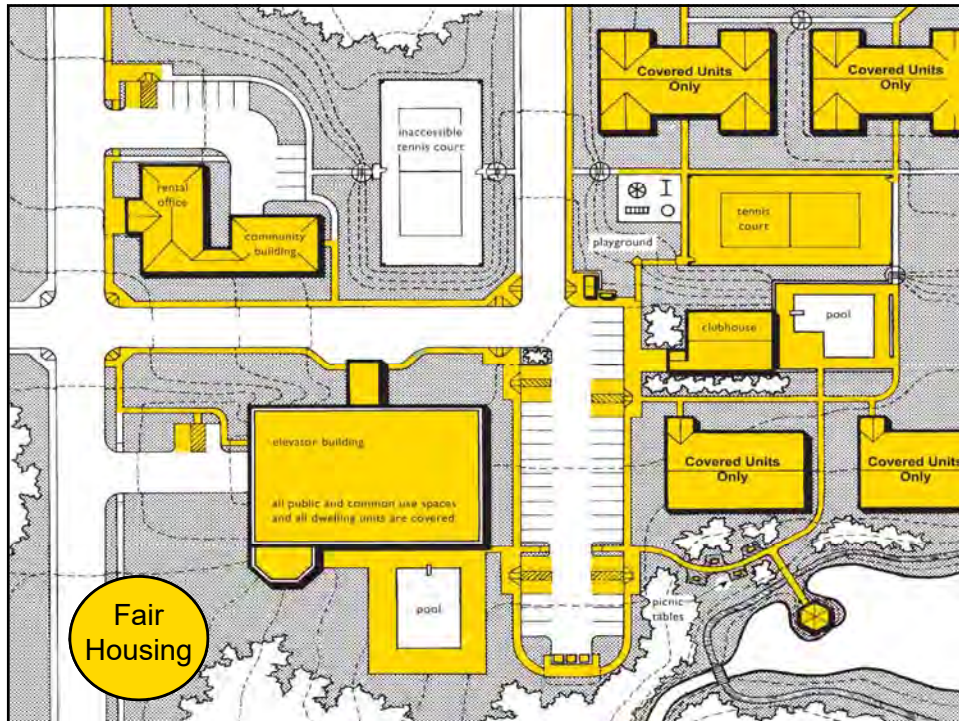 Covered Units
Only
Covered Units
Only
inaccessible
tennis court
rental
office
community
building
tennis
court
playground
pool
clubhouse
elevator building
all public and common use spaces
and all dwelling units are covered
Covered Units
Only
Covered Units
Only
pool
picnic
tables
Fair
Housing